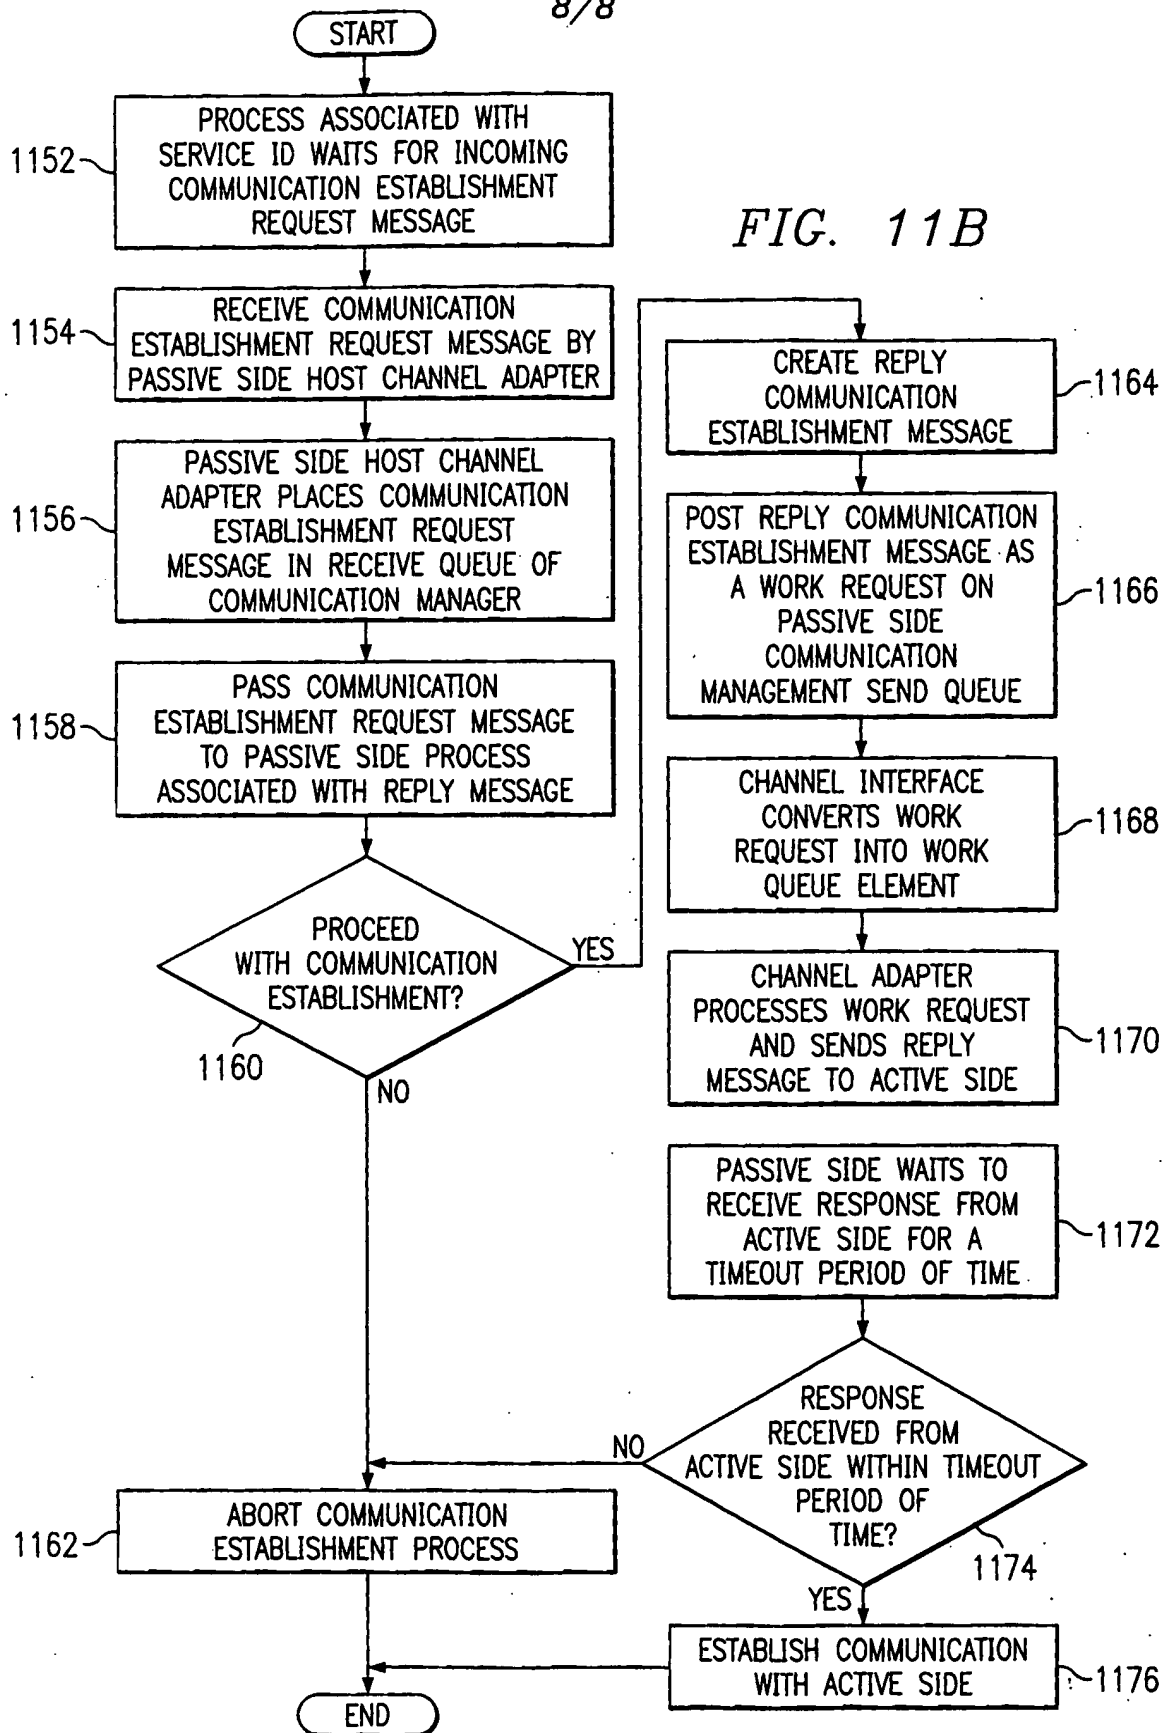 8/8
START
1152
PROCESS ASSOCIATED WITH
SERVICE ID WAITS FOR INCOMING
COMMUNICATION ESTABLISHMENT
REQUEST MESSAGE
FIG. 11B
1154
RECEIVE COMMUNICATION
ESTABLISHMENT REQUEST MESSAGE BY
PASSIVE SIDE HOST CHANNEL ADAPTER
1156
PASSIVE SIDE HOST CHANNEL
ADAPTER PLACES COMMUNICATION
ESTABLISHMENT REQUEST
MESSAGE IN RECEIVE QUEUE OF
COMMUNICATION MANAGER
1158
PASS COMMUNICATION
ESTABLISHMENT REQUEST MESSAGE
TO PASSIVE SIDE PROCESS
ASSOCIATED WITH REPLY MESSAGE
PROCEED
WITH COMMUNICATION
ESTABLISHMENT?
YES
1160
NO
CREATE REPLY
COMMUNICATION
ESTABLISHMENT MESSAGE
1164
POST REPLY COMMUNICATION
ESTABLISHMENT MESSAGE AS
A WORK REQUEST ON
PASSIVE SIDE
COMMUNICATION
MANAGEMENT SEND QUEUE
1166
CHANNEL INTERFACE
CONVERTS WORK
REQUEST INTO WORK
QUEUE ELEMENT
1168
CHANNEL ADAPTER
PROCESSES WORK REQUEST
AND SENDS REPLY
MESSAGE TO ACTIVE SIDE
1170
PASSIVE SIDE WAITS TO
RECEIVE RESPONSE FROM
ACTIVE SIDE FOR A
TIMEOUT PERIOD OF TIME
1172
RESPONSE
RECEIVED FROM
ACTIVE SIDE WITHIN TIMEOUT
PERIOD OF
TIME?
NO
1174
YES
1162
ABORT COMMUNICATION
ESTABLISHMENT PROCESS
ESTABLISH COMMUNICATION
WITH ACTIVE SIDE
1176
END